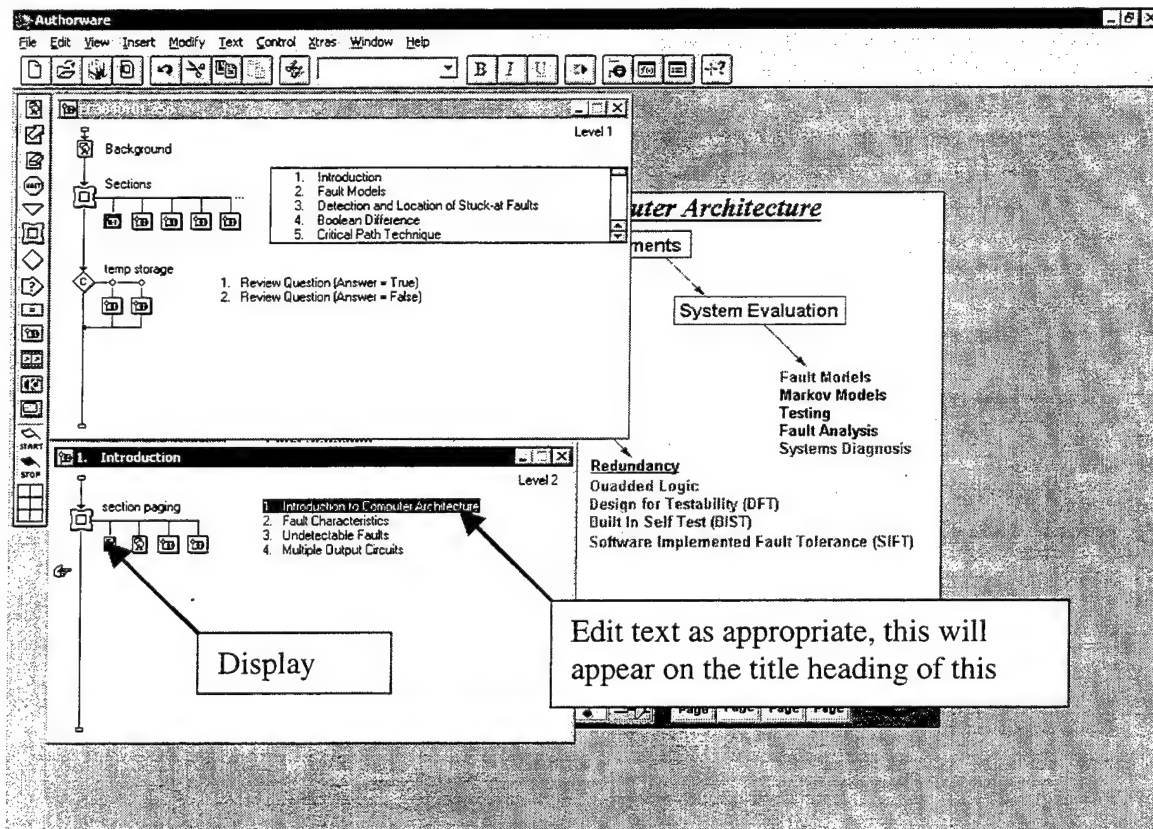 Authorware
File Edit View Insert Modify Text Control Xtras Window Help
B I U
Level 1
Background
Sections
1. Introduction
2. Fault Models
3. Detection and Location of Stuck-at Faults
4. Boolean Difference
5. Critical Path Technique
temp storage
1. Review Question (Answer = True)
2. Review Question (Answer = False)
WAIT
START
STOP
uter Architecture
ments
System Evaluation
Fault Models
Markov Models
Testing
Fault Analysis
Systems Diagnosis
Redundancy
Quadded Logic
Design for Testability (DFT)
Built In Self Test (BIST)
Software Implemented Fault Tolerance (SIFT)
1. Introduction
Level 2
section paging
1. Introduction to Computer Architecture
2. Fault Characteristics
3. Undetectable Faults
4. Multiple Output Circuits
Display
Edit text as appropriate, this will
appear on the title heading of this
Page Page Page Page